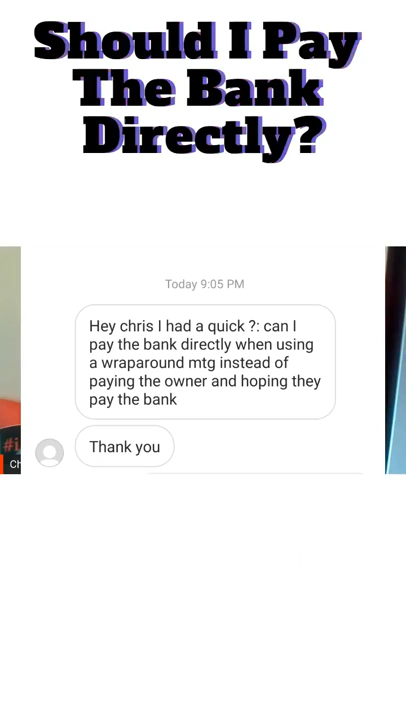 Should I Pay
The Bank
Directly?
Today 9:05 PM
Hey chris I had a quick ?: can I
pay the bank directly when using
a wraparound mtg instead of
paying the owner and hoping they
pay the bank
Thank you
#i
Ch